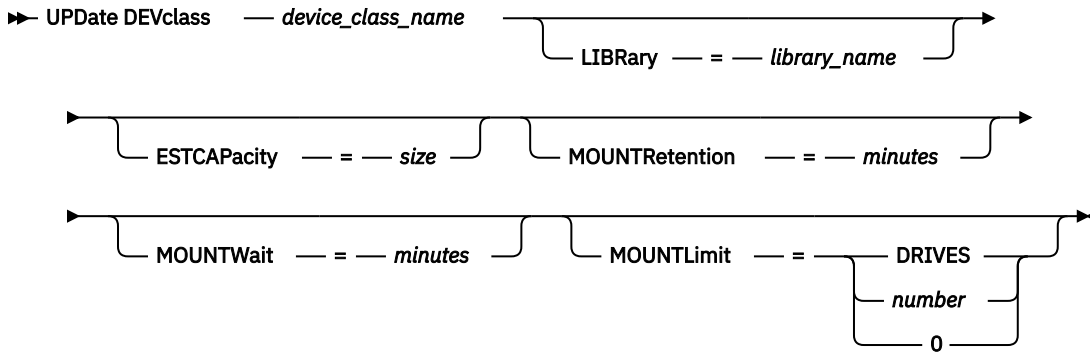 UPDate DEVclass device_class_name
LIBRary = library_name
ESTCAPacity = size MOUNTRetention = minutes
MOUNTWait = minutes MOUNTLimit = DRIVES
number
0